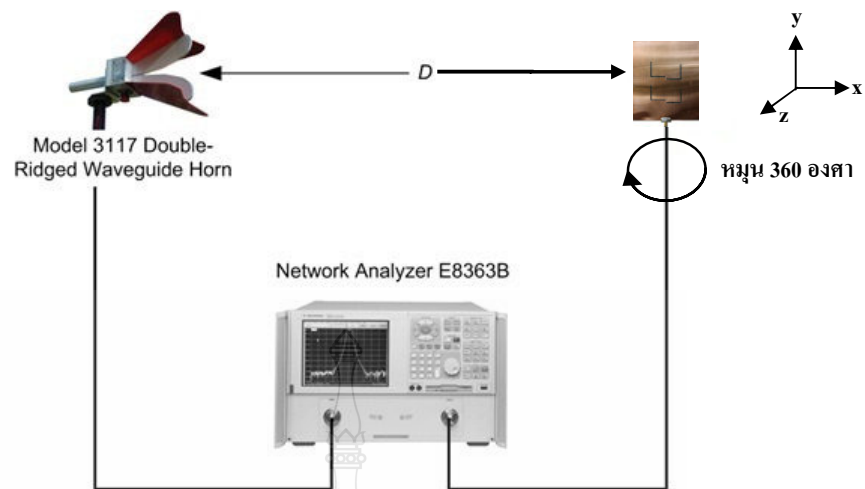 D
y
x
z
Model 3117 Double-
Ridged Waveguide Horn
หมุน 360 องศา
Network Analyzer E8363B